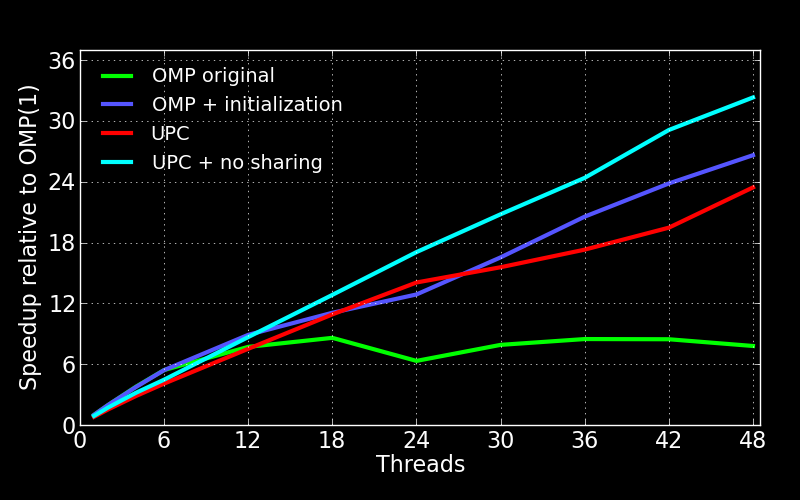 36
30
24
18
12
6
0
Speedup relative to OMP(1)
OMP original
OMP + initialization
UPC
UPC + no sharing
0 6 12 18 24 30 36 42 48
Threads